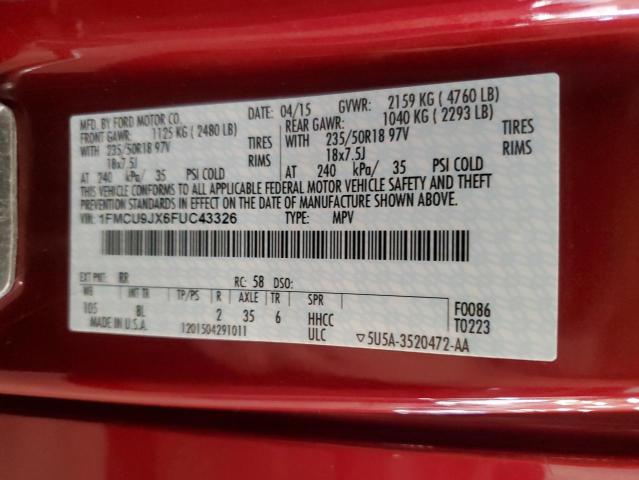 MFD. BY FORD MOTOR CO. DATE: 04/15 GVWR: 2159 KG ( 4760 LB)
FRONT GAWR: 1125 KG ( 2480 LB) REAR GAWR: 1040 KG ( 2293 LB)
WITH 235/50R18 97V TIRES WITH 235/50R18 97V TIRES
18x7.5J RIMS 18x7.5J RIMS
AT 240 kPa/ 35 PSI COLD AT 240 kPa/ 35 PSI COLD
THIS VEHICLE CONFORMS TO ALL APPLICABLE FEDERAL MOTOR VEHICLE SAFETY AND THEFT
PREVENTION STANDARDS IN EFFECT ON THE DATE OF MANUFACTURE SHOWN ABOVE.
VIN: 1FMCU9JX6FUC43326 TYPE: MPV
EXT PNT: RR RC: 58 DSO:
WB INT TR TP/PS R AXLE TR SPR
105 BL 2 35 6 HHCC F0086
MADE IN U.S.A. 1201504291011 ULC ▽5U5A-3520472-AA T0223